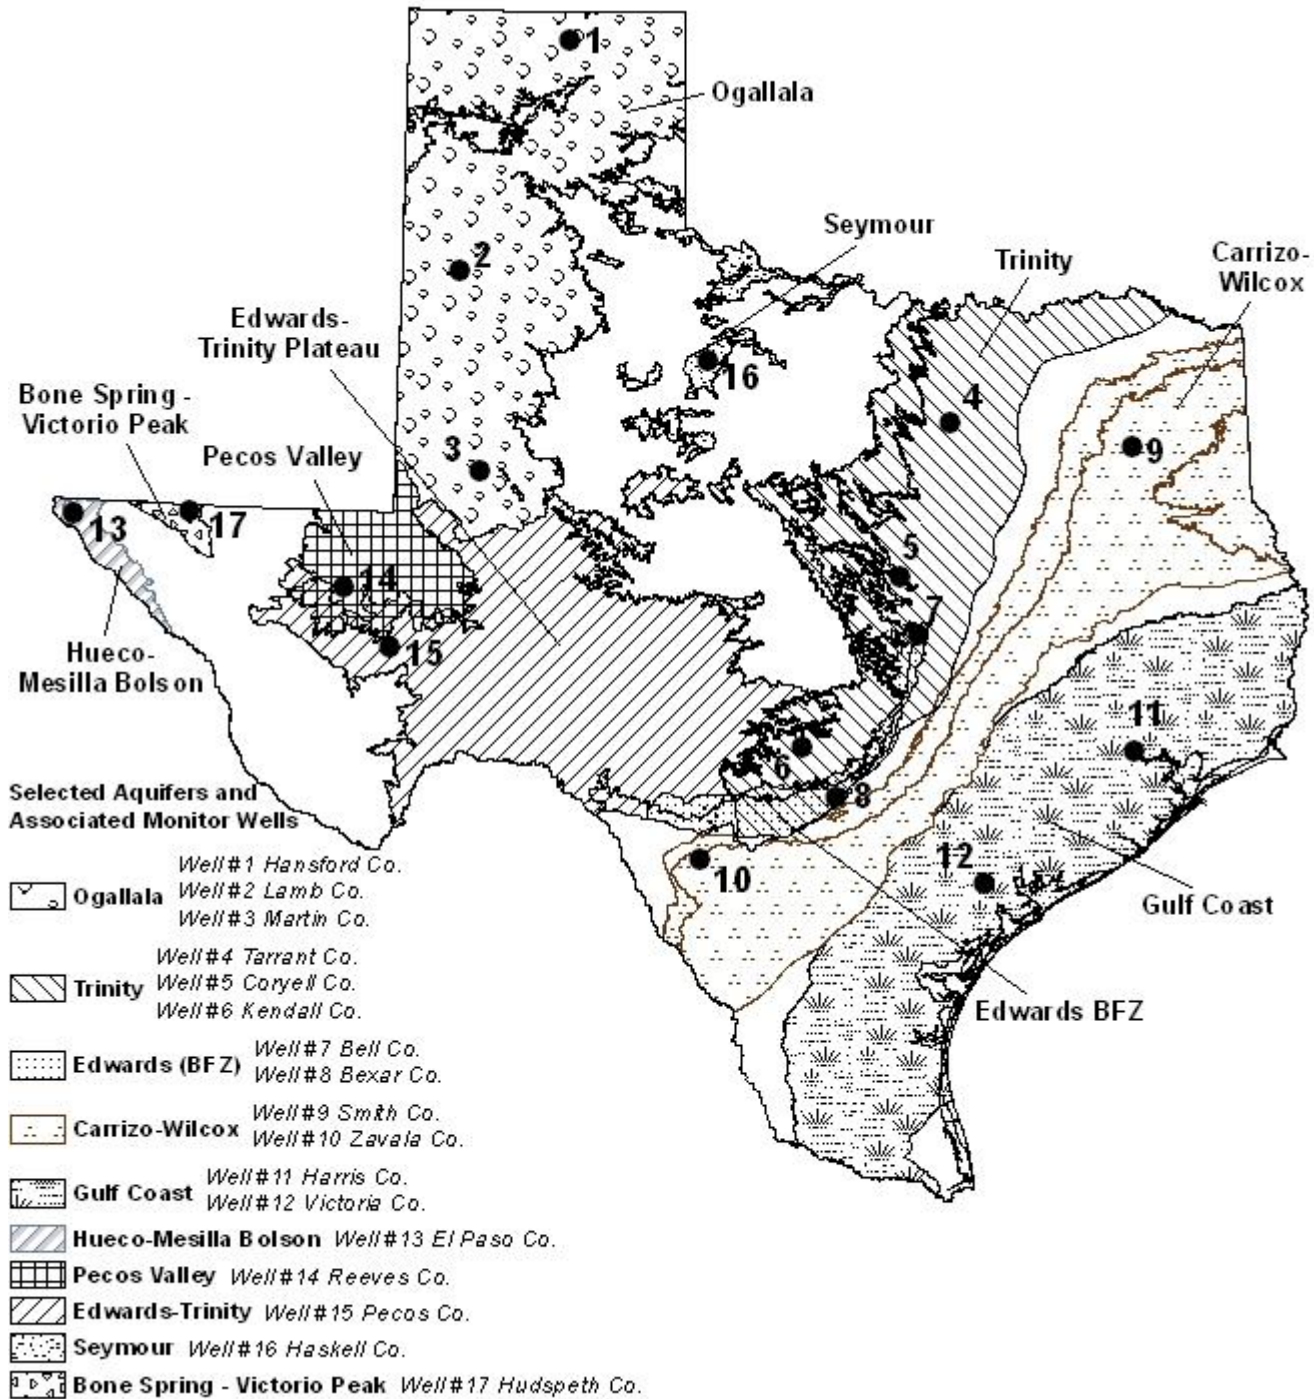 1
Ogallala
Seymour
Carrizo-
Wilcox
Trinity
2
Edwards-
Trinity Plateau
16
Bone Spring -
Victorio Peak
4
9
3
Pecos Valley
13
17
5
14
7
15
Hueco-
Mesilla Bolson
11
6
8
10
12
Gulf Coast
Edwards BFZ
Selected Aquifers and
Associated Monitor Wells
Ogallala
Well#1 Hansford Co.
Well#2 Lamb Co.
Well#3 Martin Co.
Trinity
Well#4 Tarrant Co.
Well#5 Coryell Co.
Well#6 Kendall Co.
Edwards (BFZ)
Well#7 Bell Co.
Well#8 Bexar Co.
Carrizo-Wilcox
Well#9 Smith Co.
Well#10 Zavala Co.
Gulf Coast
Well#11 Harris Co.
Well#12 Victoria Co.
Hueco-Mesilla Bolson Well#13 El Paso Co.
Pecos Valley Well#14 Reeves Co.
Edwards-Trinity Well#15 Pecos Co.
Seymour Well#16 Haskell Co.
Bone Spring - Victorio Peak Well#17 Hudspeth Co.